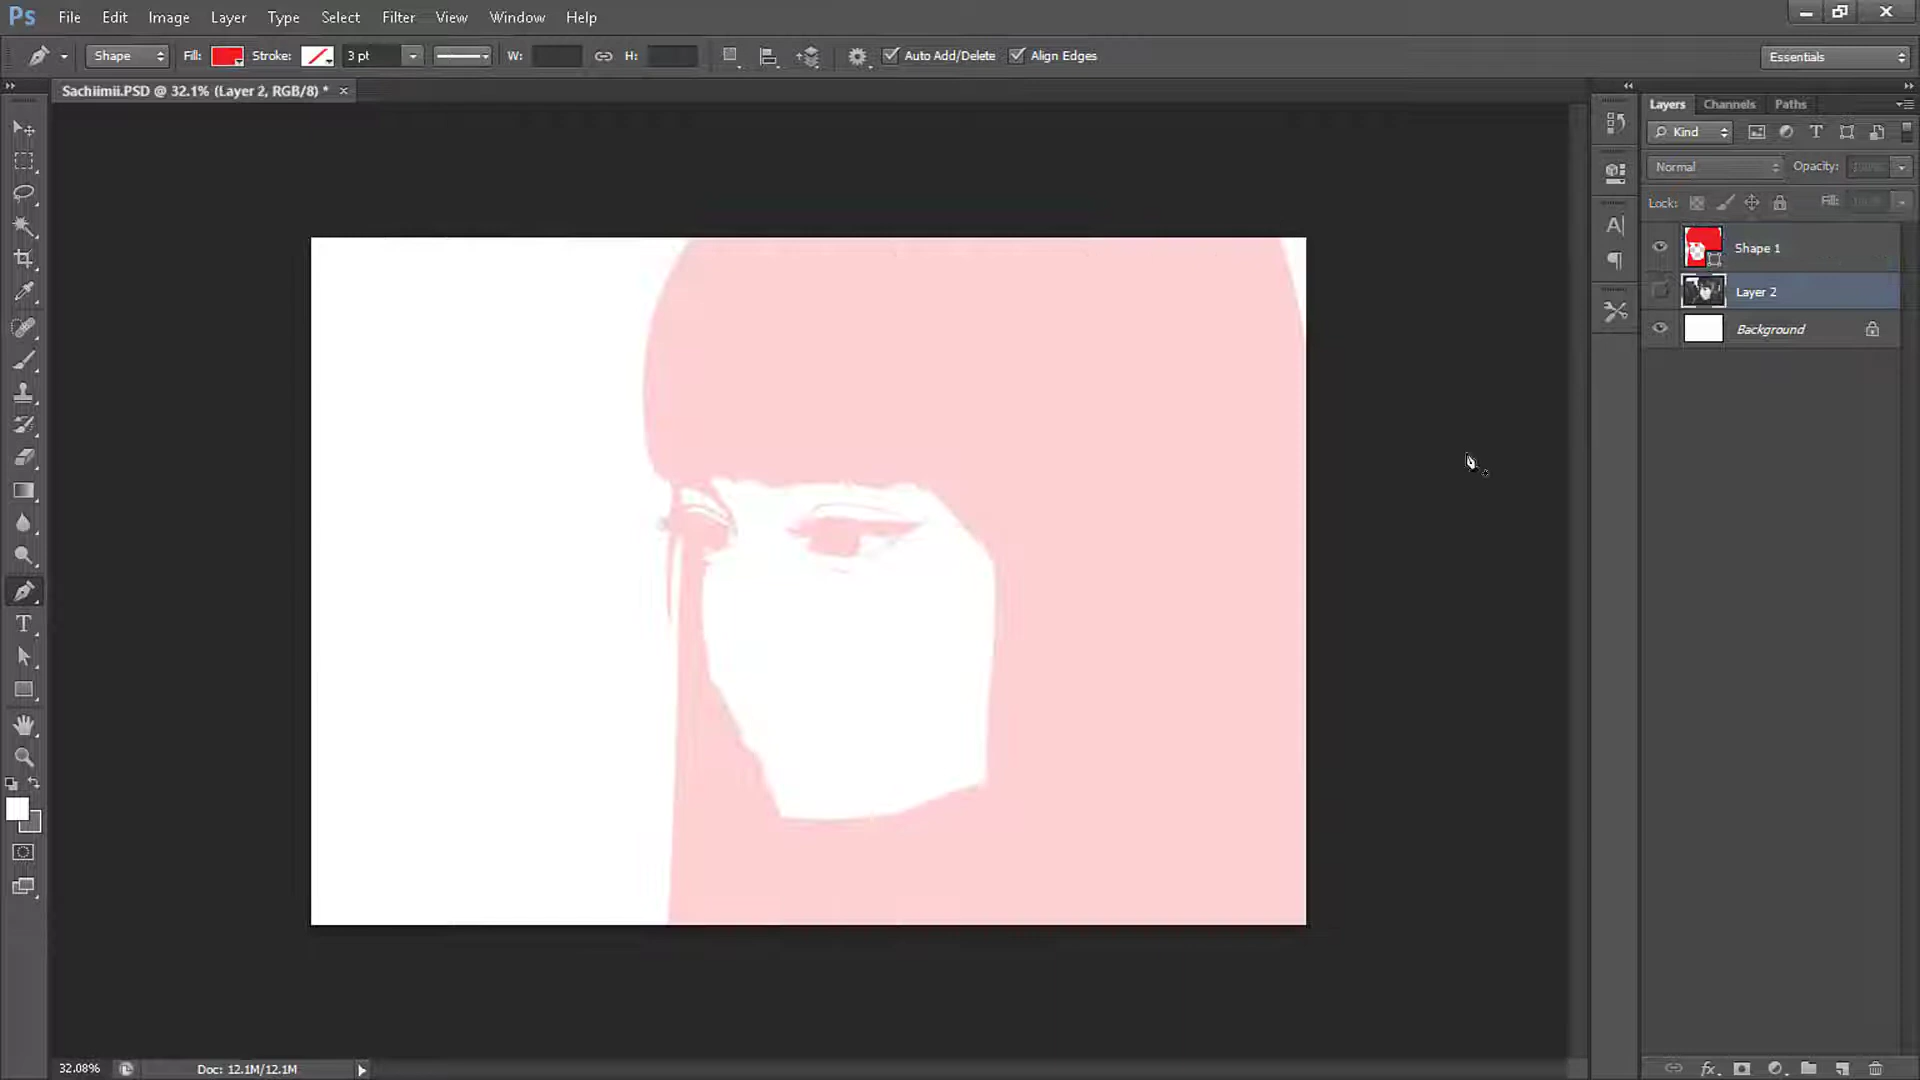 Ps File Edit Image Layer Type Select Filter View Window Help
Shape Fill: Stroke: 3 pt W: H: Auto Add/Delete Align Edges Essentials
Sachiimii.PSD @ 32.1% (Layer 2, RGB/8) * ×
Layers Channels Paths
Kind
Normal Opacity: 100%
Lock: Fill: 100%
Shape 1
Layer 2
Background
32.08% Doc: 12.1M/12.1M